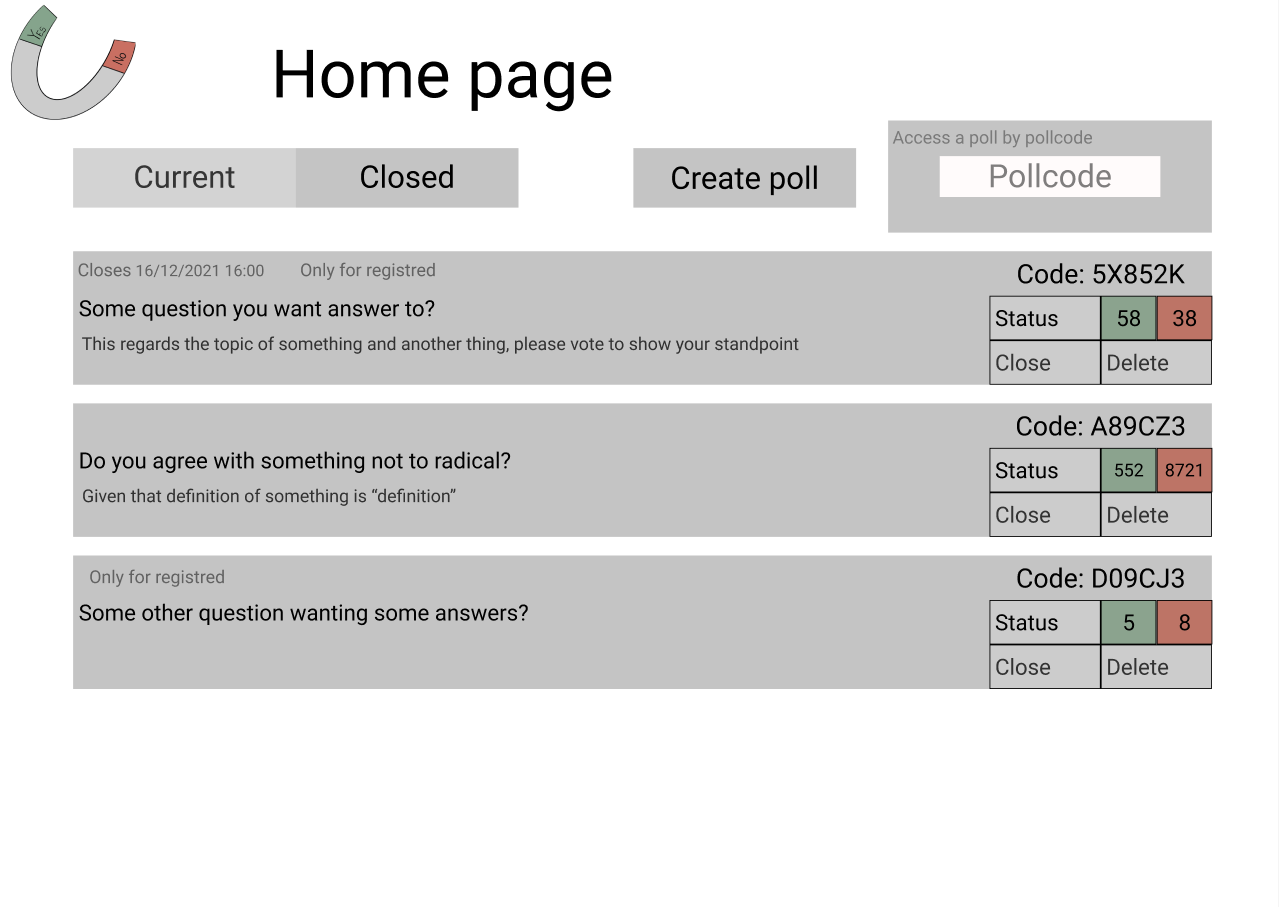 YES
No
Home page
Access a poll by pollcode
Current
Closed
Create poll
Pollcode
Closes 16/12/2021 16:00
Only for registred
Code: 5X852K
Some question you want answer to?
Status
58
38
This regards the topic of something and another thing, please vote to show your standpoint
Close
Delete
Code: A89CZ3
Do you agree with something not to radical?
Status
552
8721
Given that definition of something is “definition”
Close
Delete
Only for registred
Code: D09CJ3
Some other question wanting some answers?
Status
5
8
Close
Delete